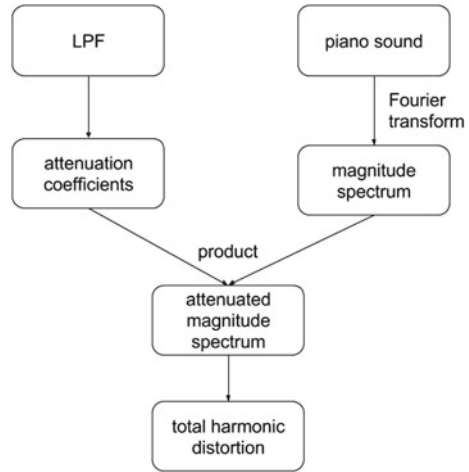 LPF
piano sound
Fourier
transform
attenuation
coefficients
magnitude
spectrum
product
attenuated
magnitude
spectrum
total harmonic
distortion